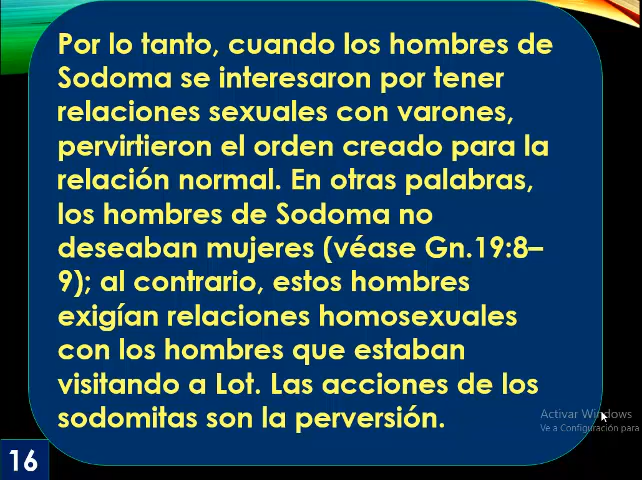 Por lo tanto, cuando los hombres de
Sodoma se interesaron por tener
relaciones sexuales con varones,
pervirtieron el orden creado para la
relación normal. En otras palabras,
los hombres de Sodoma no
deseaban mujeres (véase Gn.19:8–
9); al contrario, estos hombres
exigían relaciones homosexuales
con los hombres que estaban
visitando a Lot. Las acciones de los
sodomitas son la perversión.
Activar Windows
Ve a Configuración para
16